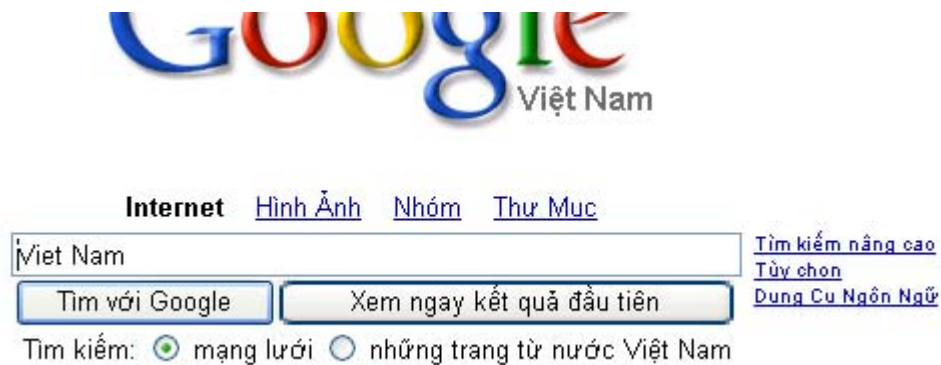 Google
Việt Nam
Internet Hình Ảnh Nhóm Thư Mục
Viet Nam
Tìm kiếm nâng cao
Tùy chọn
Dụng Cụ Ngôn Ngữ
Tìm với Google Xem ngay kết quả đầu tiên
Tìm kiếm: mạng lưới những trang từ nước Việt Nam